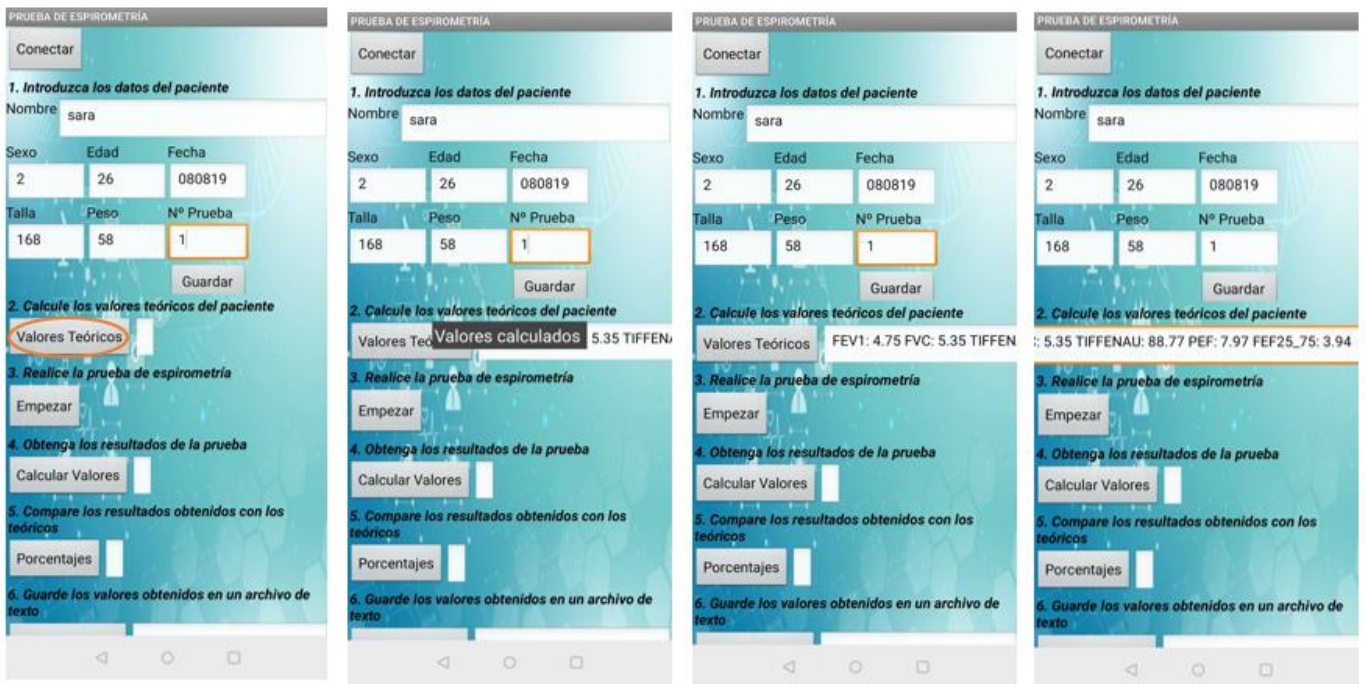 PRUEBA DE ESPIROMETRÍA
Conectar
1. Introduzca los datos del paciente
Nombre sara
Sexo Edad Fecha
2 26 080819
Talla Peso Nº Prueba
168 58 1
Guardar
2. Calcule los valores teóricos del paciente
Valores Teóricos
3. Realice la prueba de espirometría
Empezar
4. Obtenga los resultados de la prueba
Calcular Valores
5. Compare los resultados obtenidos con los
teóricos
Porcentajes
6. Guarde los valores obtenidos en un archivo de
texto
PRUEBA DE ESPIROMETRÍA
Conectar
1. Introduzca los datos del paciente
Nombre sara
Sexo Edad Fecha
2 26 080819
Talla Peso Nº Prueba
168 58 1
Guardar
2. Calcule los valores teóricos del paciente
Valores Teó Valores calculados 5.35 TIFFENA
3. Realice la prueba de espirometría
Empezar
4. Obtenga los resultados de la prueba
Calcular Valores
5. Compare los resultados obtenidos con los
teóricos
Porcentajes
6. Guarde los valores obtenidos en un archivo de
texto
PRUEBA DE ESPIROMETRÍA
Conectar
1. Introduzca los datos del paciente
Nombre sara
Sexo Edad Fecha
2 26 080819
Talla Peso Nº Prueba
168 58 1
Guardar
2. Calcule los valores teóricos del paciente
Valores Teóricos FEV1: 4.75 FVC: 5.35 TIFFEN
3. Realice la prueba de espirometría
Empezar
4. Obtenga los resultados de la prueba
Calcular Valores
5. Compare los resultados obtenidos con los
teóricos
Porcentajes
6. Guarde los valores obtenidos en un archivo de
texto
PRUEBA DE ESPIROMETRÍA
Conectar
1. Introduzca los datos del paciente
Nombre sara
Sexo Edad Fecha
2 26 080819
Talla Peso Nº Prueba
168 58 1
Guardar
2. Calcule los valores teóricos del paciente
: 5.35 TIFFENAU: 88.77 PEF: 7.97 FEF25_75: 3.94
3. Realice la prueba de espirometría
Empezar
4. Obtenga los resultados de la prueba
Calcular Valores
5. Compare los resultados obtenidos con los
teóricos
Porcentajes
6. Guarde los valores obtenidos en un archivo de
texto